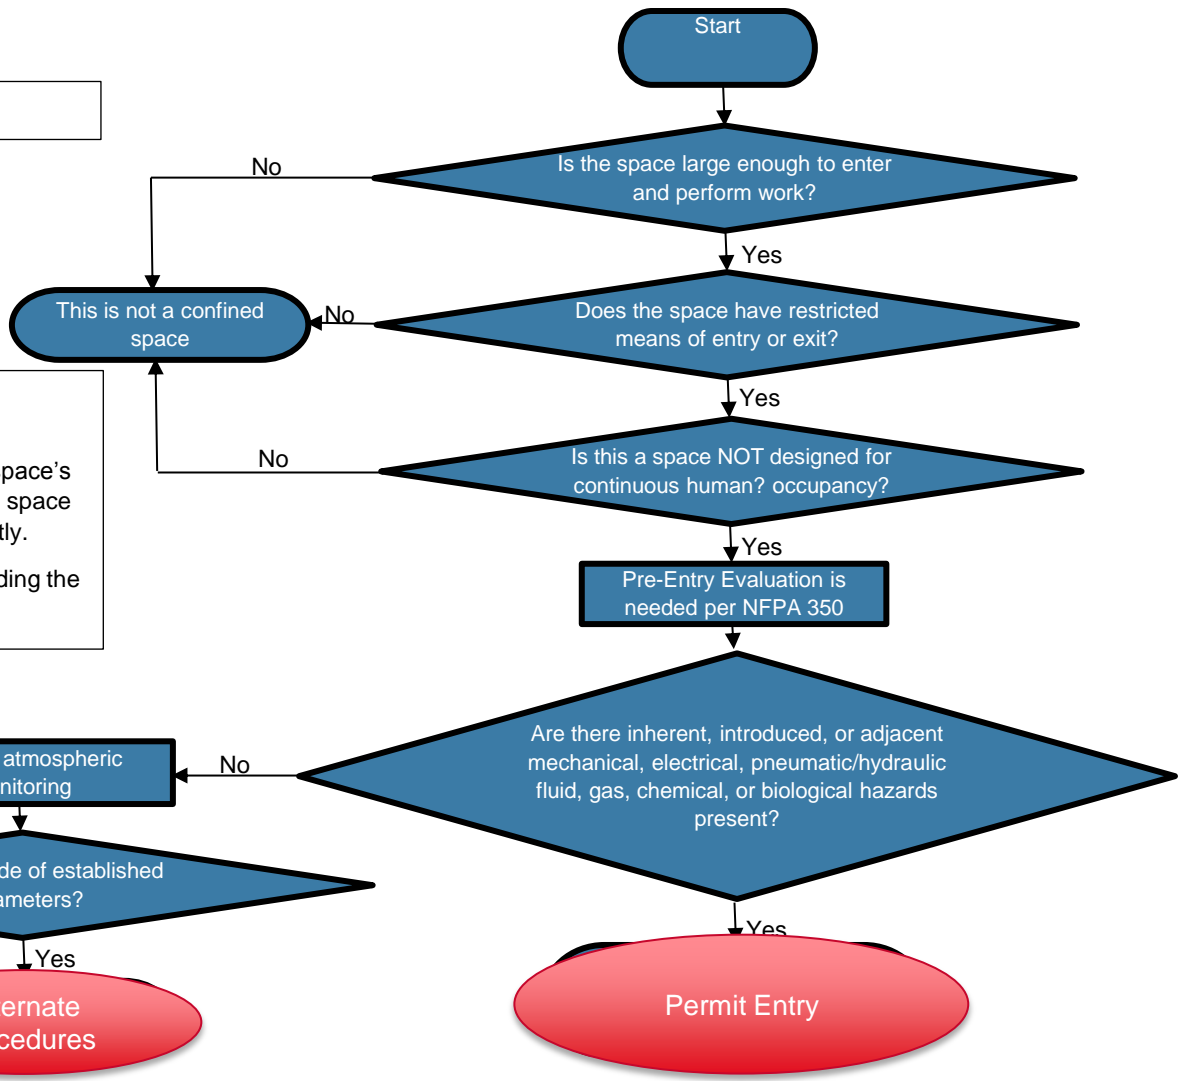 Start
Is the space large enough to enter
and perform work?
No
Yes
This is not a confined
space
No
Does the space have restricted
means of entry or exit?
Yes
space's
space
tly.
ding the
No
Is this a space NOT designed for
continuous human? occupancy?
Yes
Pre-Entry Evaluation is
needed per NFPA 350
Are there inherent, introduced, or adjacent
mechanical, electrical, pneumatic/hydraulic
fluid, gas, chemical, or biological hazards
present?
No
atmospheric
nitoring
de of established
ameters?
Yes
Yes
ernate
cedures
Permit Entry